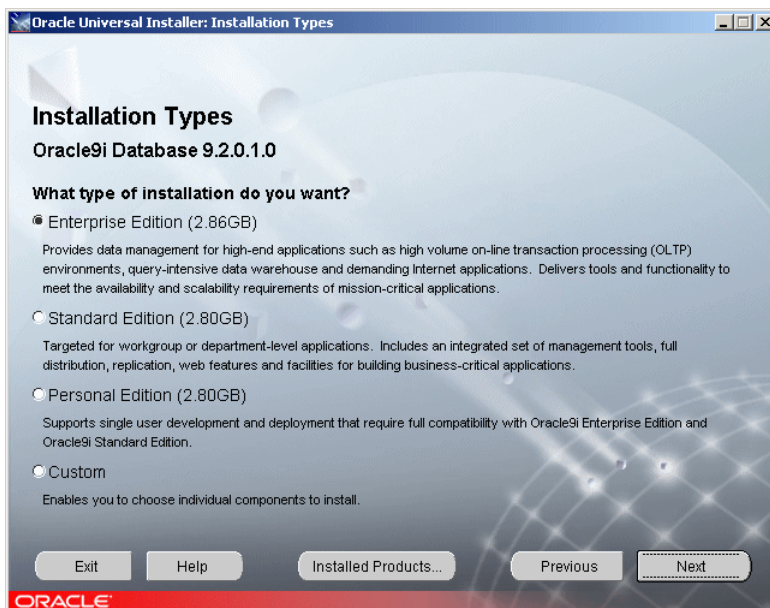 Oracle Universal Installer: Installation Types
Installation Types
Oracle9i Database 9.2.0.1.0
What type of installation do you want?
Enterprise Edition (2.86GB)
Provides data management for high-end applications such as high volume on-line transaction processing (OLTP)
environments, query-intensive data warehouse and demanding Internet applications. Delivers tools and functionality to
meet the availability and scalability requirements of mission-critical applications.
Standard Edition (2.80GB)
Targeted for workgroup or department-level applications. Includes an integrated set of management tools, full
distribution, replication, web features and facilities for building business-critical applications.
Personal Edition (2.80GB)
Supports single user development and deployment that require full compatibility with Oracle9i Enterprise Edition and
Oracle9i Standard Edition.
Custom
Enables you to choose individual components to install.
Exit Help Installed Products... Previous Next
ORACLE